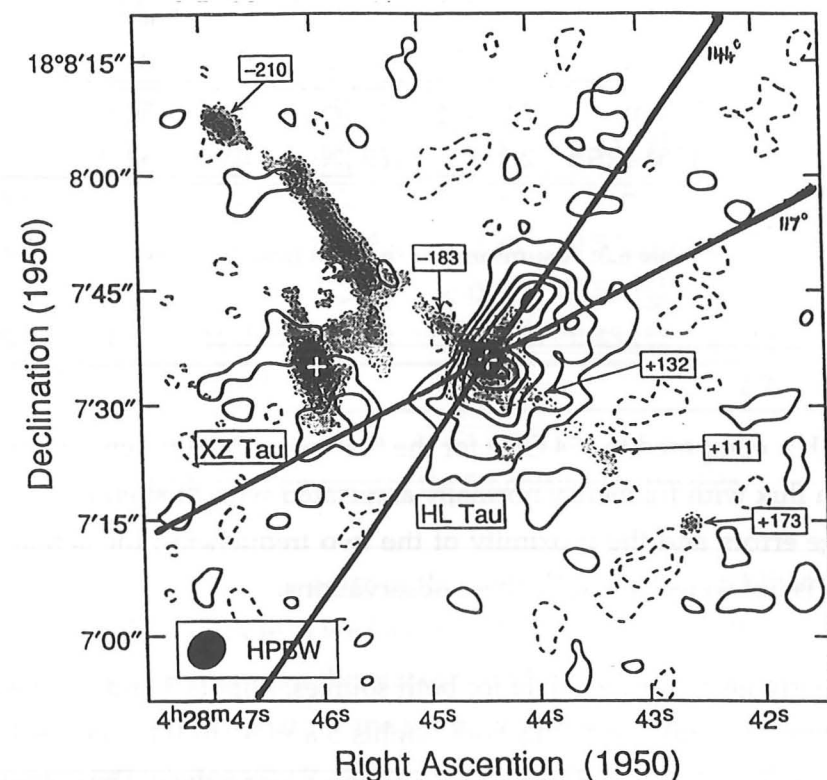 144°
18°8′15″
−210
8′00″
117°
7′45″
−183
+132
7′30″
XZ Tau
+111
HL Tau
+173
7′15″
7′00″
HPBW
4h28m47s 46s 45s 44s 43s 42s
Right Ascention (1950)
Declination (1950)